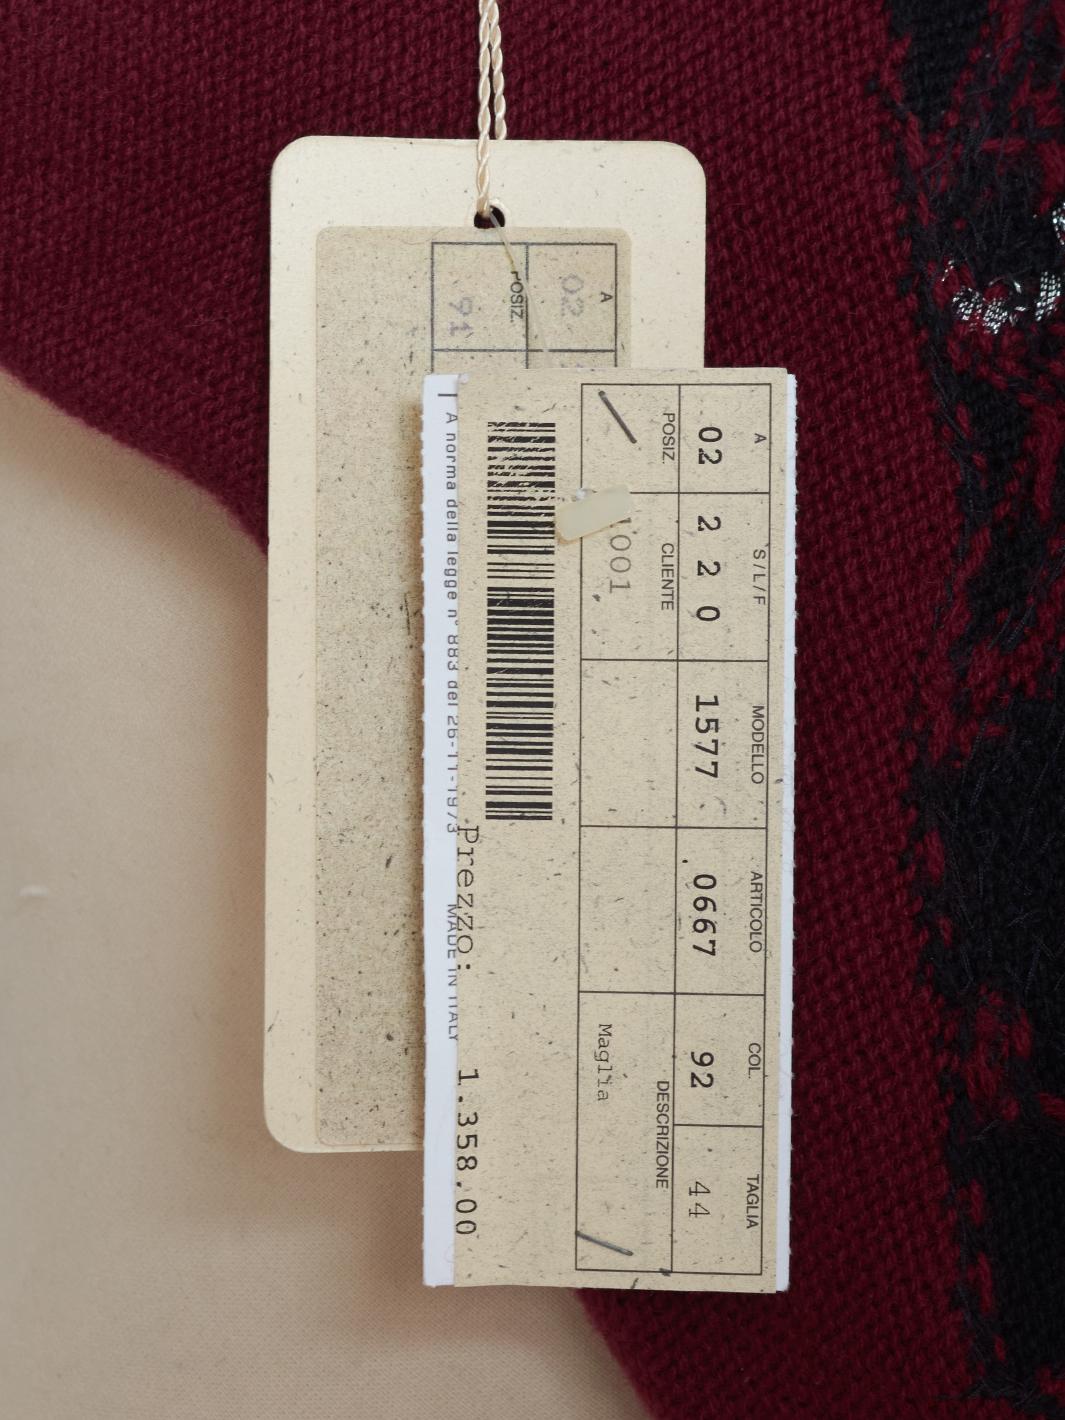 A
02
POSIZ.
91
A S/L/F MODELLO ARTICOLO COL. TAGLIA
02 2 2 0 1577 0667 92 44
POSIZ. CLIENTE DESCRIZIONE
001 Maglia
Prezzo: 1.358.00
A norma della legge n° 883 del 26-11-1973 MADE IN ITALY